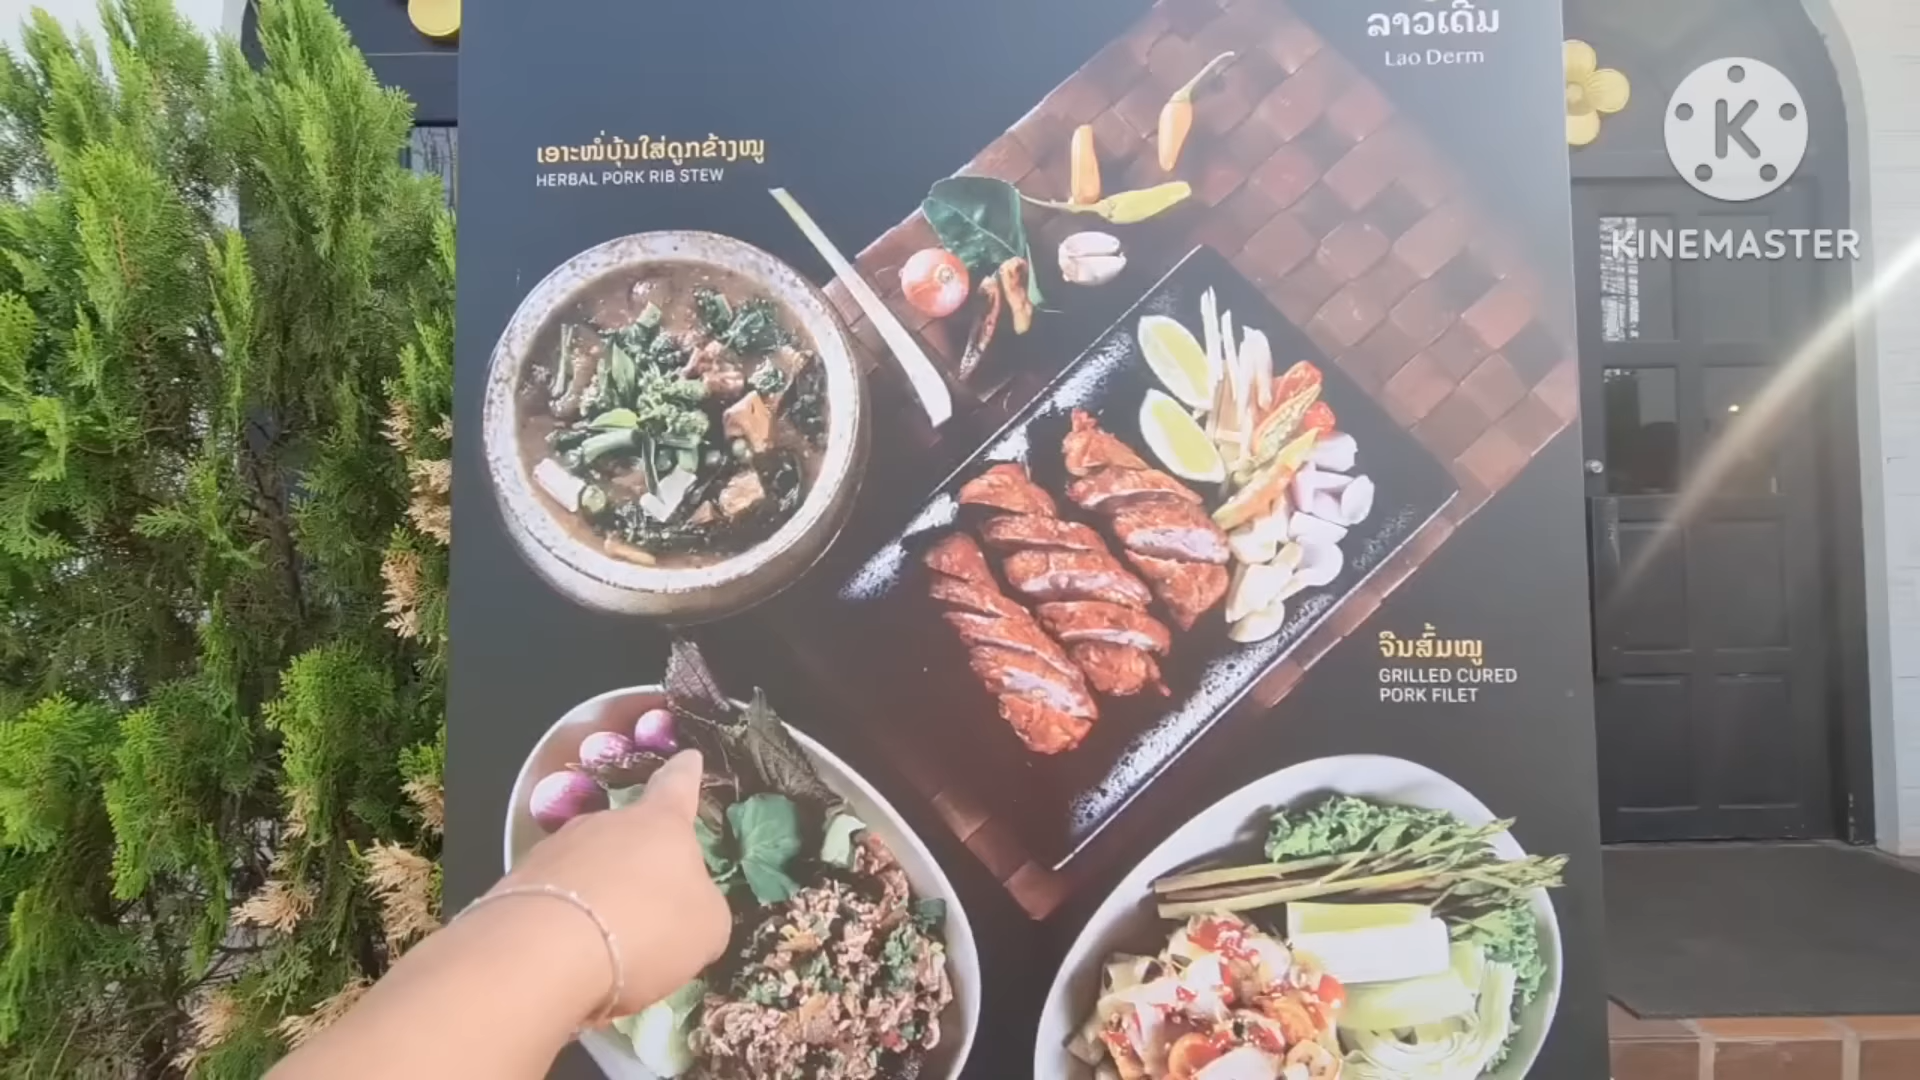 ລາວເດີມ
Lao Derm
K
KINEMASTER
ເອາະໜໍ່ບຸ້ນໃສ່ດູກຂ້າງໝູ
HERBAL PORK RIB STEW
ຈືນສົ້ມໝູ
GRILLED CURED
PORK FILET